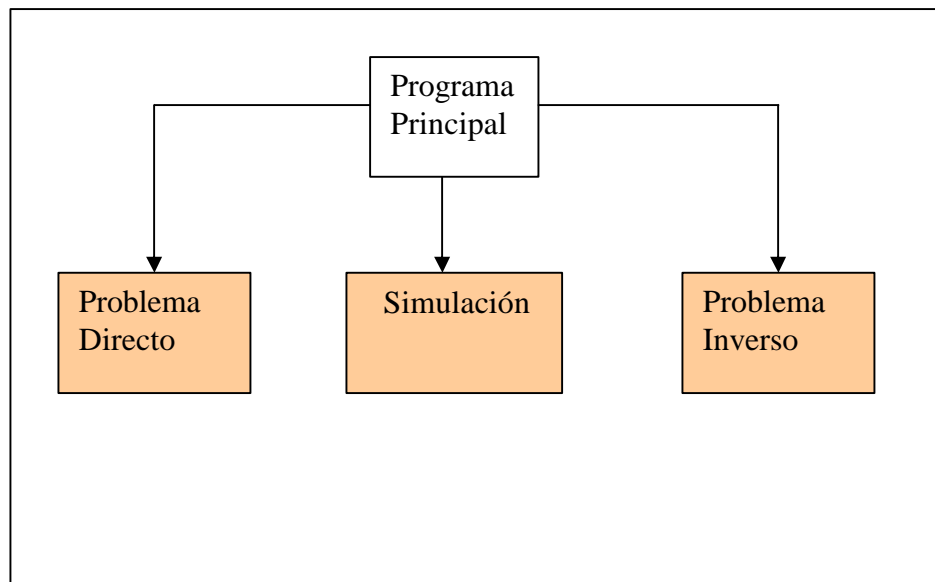 Programa
Principal
Problema
Directo
Simulación
Problema
Inverso